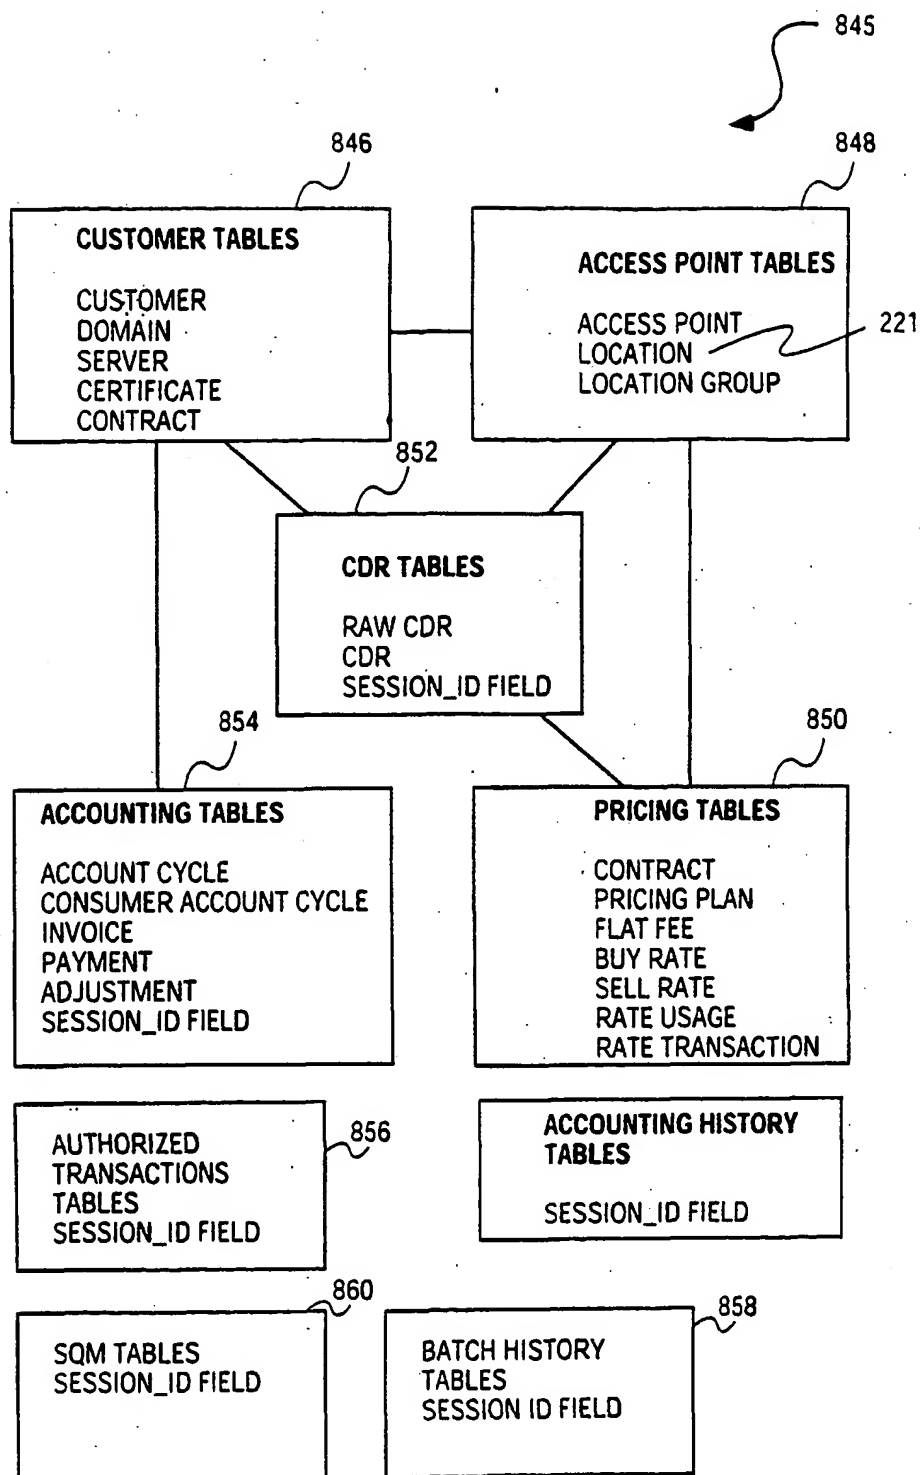 845
846
848
CUSTOMER TABLES
CUSTOMER
DOMAIN
SERVER
CERTIFICATE
CONTRACT
ACCESS POINT TABLES
ACCESS POINT
LOCATION
LOCATION GROUP
221
852
CDR TABLES
RAW CDR
CDR
SESSION_ID FIELD
854
850
ACCOUNTING TABLES
ACCOUNT CYCLE
CONSUMER ACCOUNT CYCLE
INVOICE
PAYMENT
ADJUSTMENT
SESSION_ID FIELD
PRICING TABLES
CONTRACT
PRICING PLAN
FLAT FEE
BUY RATE
SELL RATE
RATE USAGE
RATE TRANSACTION
AUTHORIZED
TRANSACTIONS
TABLES
SESSION_ID FIELD
856
ACCOUNTING HISTORY
TABLES
SESSION_ID FIELD
860
SQM TABLES
SESSION_ID FIELD
858
BATCH HISTORY
TABLES
SESSION ID FIELD